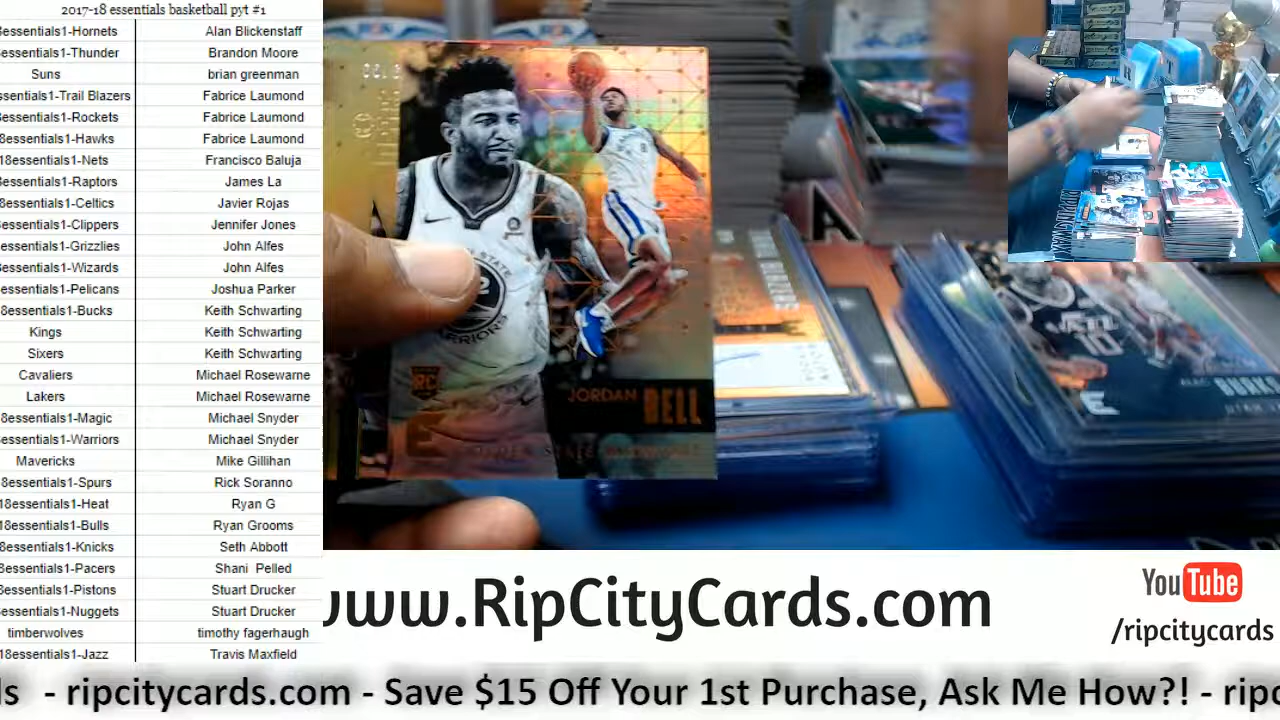 2017-18 essentials basketball pyt #1
8essentials1-Hornets Alan Blickenstaff
essentials1-Thunder Brandon Moore
Suns brian greenman
ssentials1-Trail Blazers Fabrice Laumond
essentials1-Rockets Fabrice Laumond
8essentials1-Hawks Fabrice Laumond
18essentials1-Nets Francisco Baluja
8essentials1-Raptors James La
8essentials1-Celtics Javier Rojas
essentials1-Clippers Jennifer Jones
essentials1-Grizzlies John Alfes
essentials1-Wizards John Alfes
essentials1-Pelicans Joshua Parker
8essentials1-Bucks Keith Schwarting
Kings Keith Schwarting
Sixers Keith Schwarting
Cavaliers Michael Rosewarne
Lakers Michael Rosewarne
8essentials1-Magic Michael Snyder
essentials1-Warriors Michael Snyder
Mavericks Mike Gillihan
8essentials1-Spurs Rick Soranno
18essentials1-Heat Ryan G
18essentials1-Bulls Ryan Grooms
8essentials1-Knicks Seth Abbott
8essentials1-Pacers Shani Pelled
8essentials1-Pistons Stuart Drucker
essentials1-Nuggets Stuart Drucker
timberwolves timothy fagerhaugh
18essentials1-Jazz Travis Maxfield
RC
JORDAN
BELL
GOLDEN STATE WARRIORS
www.RipCityCards.com
YouTube
/ripcitycards
ds - ripcitycards.com - Save $15 Off Your 1st Purchase, Ask Me How?! - ripc